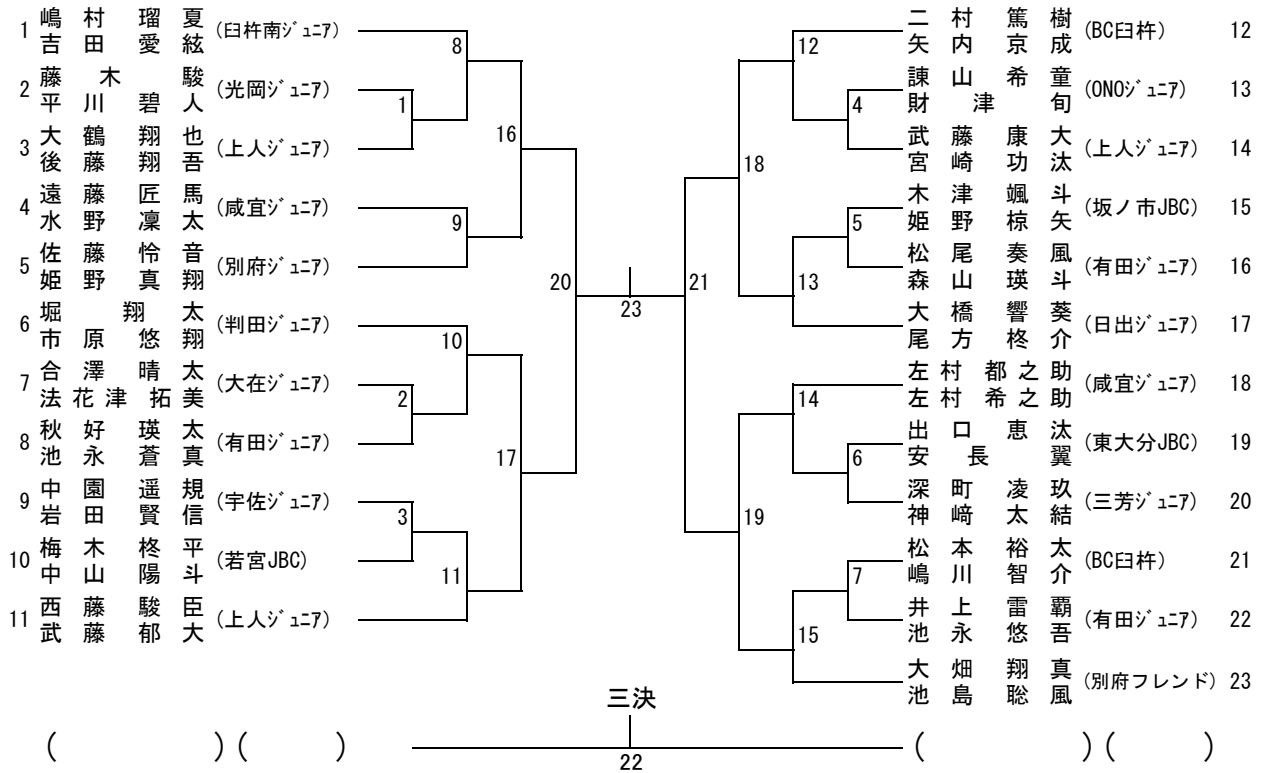 1 嶋村瑠夏 (臼杵南ｼﾞｭﾆｱ)
吉田愛絃
2 藤木駿 (光岡ｼﾞｭﾆｱ)
平川碧人
3 大鶴翔也 (上人ｼﾞｭﾆｱ)
後藤翔吾
4 遠藤匠馬 (咸宜ｼﾞｭﾆｱ)
水野凜太
5 佐藤怜音 (別府ｼﾞｭﾆｱ)
姫野真翔
6 堀翔太 (判田ｼﾞｭﾆｱ)
市原悠翔
7 合澤晴太 (大在ｼﾞｭﾆｱ)
法花津拓美
8 秋好瑛太 (有田ｼﾞｭﾆｱ)
池永蒼真
9 中園遥規 (宇佐ｼﾞｭﾆｱ)
岩田賢信
10 梅木柊平 (若宮JBC)
中山陽斗
11 西藤駿臣 (上人ｼﾞｭﾆｱ)
武藤郁大
8
1
16
9
20
10
2
17
3
11
23
21
12
4
18
5
13
14
6
19
7
15
二村篤樹 (BC臼杵) 12
矢内京成
諌山希童 (ONOｼﾞｭﾆｱ) 13
財津旬
武藤康大 (上人ｼﾞｭﾆｱ) 14
宮崎功汰
木津颯斗 (坂ノ市JBC) 15
姫野椋矢
松尾奏風 (有田ｼﾞｭﾆｱ) 16
森山瑛斗
大橋響葵 (日出ｼﾞｭﾆｱ) 17
尾方柊介
左村都之助 (咸宜ｼﾞｭﾆｱ) 18
左村希之助
出口恵汰 (東大分JBC) 19
安長翼
深町凌玖 (三芳ｼﾞｭﾆｱ) 20
神﨑太結
松本裕太 (BC臼杵) 21
嶋川智介
井上雷覇 (有田ｼﾞｭﾆｱ) 22
池永悠吾
大畑翔真 (別府フレンド) 23
池島聡風
三決
( ) ( ) 22 ( ) ( )